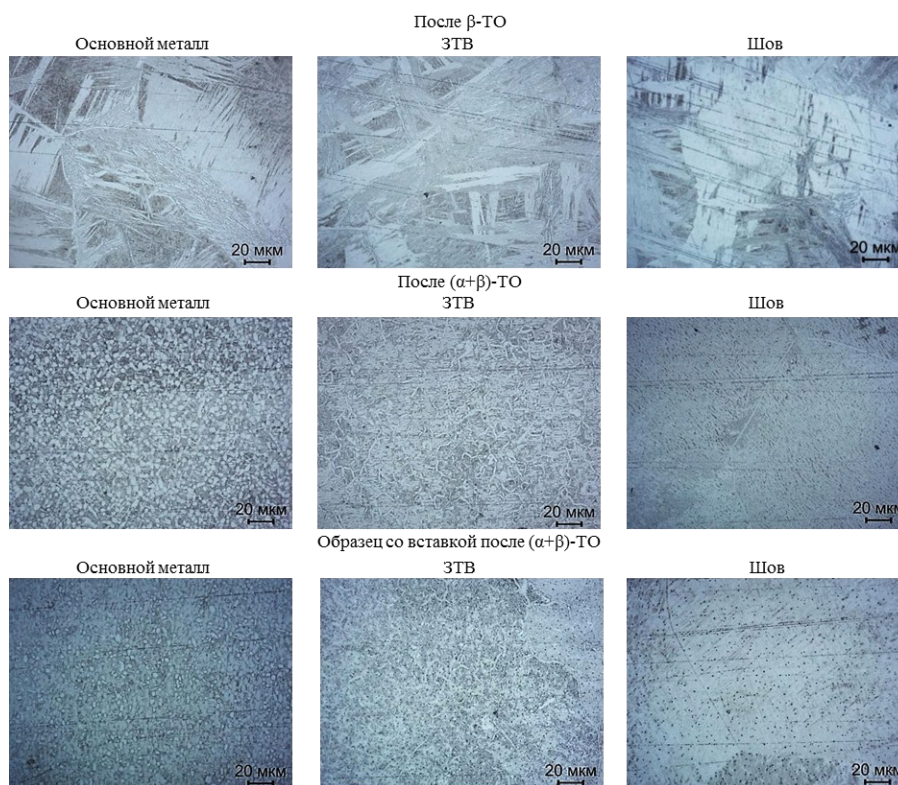 После β-ТО
Основной металл ЗТВ Шов
20 мкм 20 мкм 20 мкм
После (α+β)-ТО
Основной металл ЗТВ Шов
20 мкм 20 мкм 20 мкм
Образец со вставкой после (α+β)-ТО
Основной металл ЗТВ Шов
20 мкм 20 мкм 20 мкм